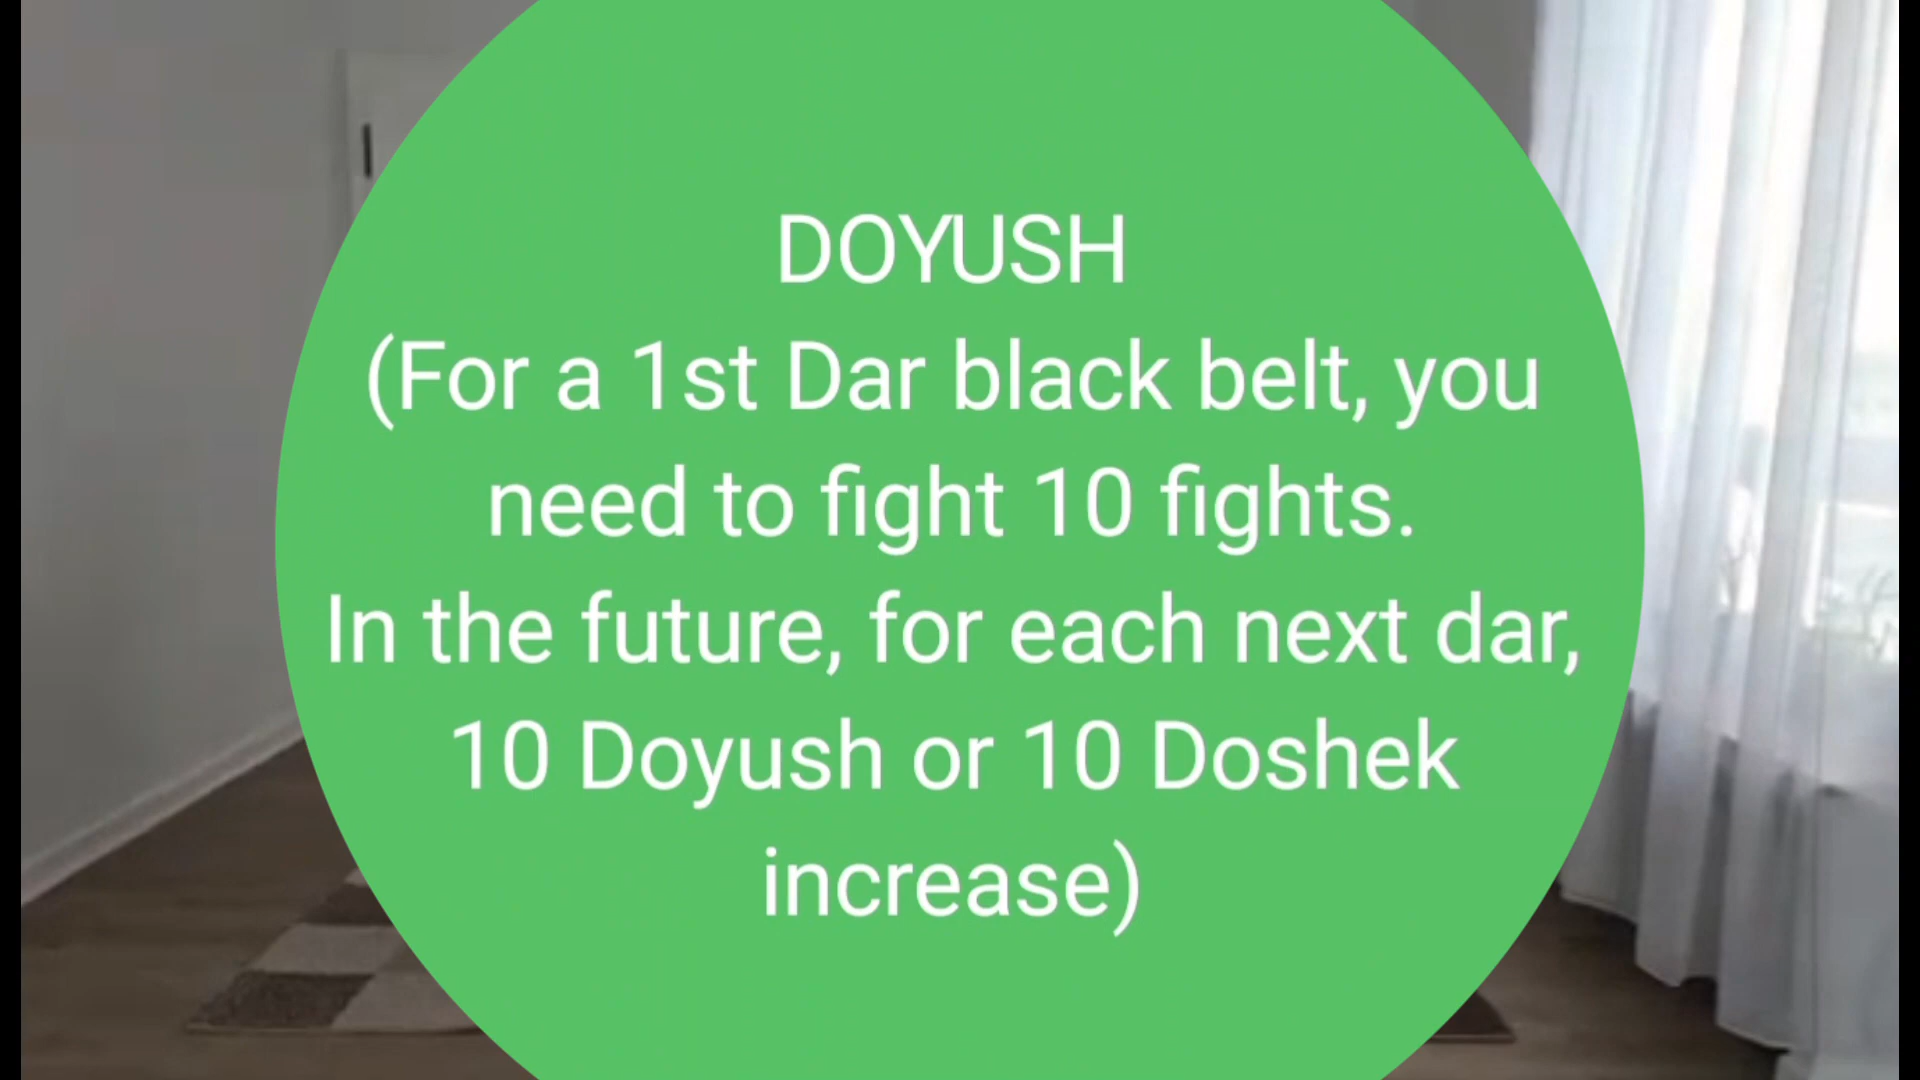 DOYUSH
(For a 1st Dar black belt, you
need to fight 10 fights.
In the future, for each next dar,
10 Doyush or 10 Doshek
increase)